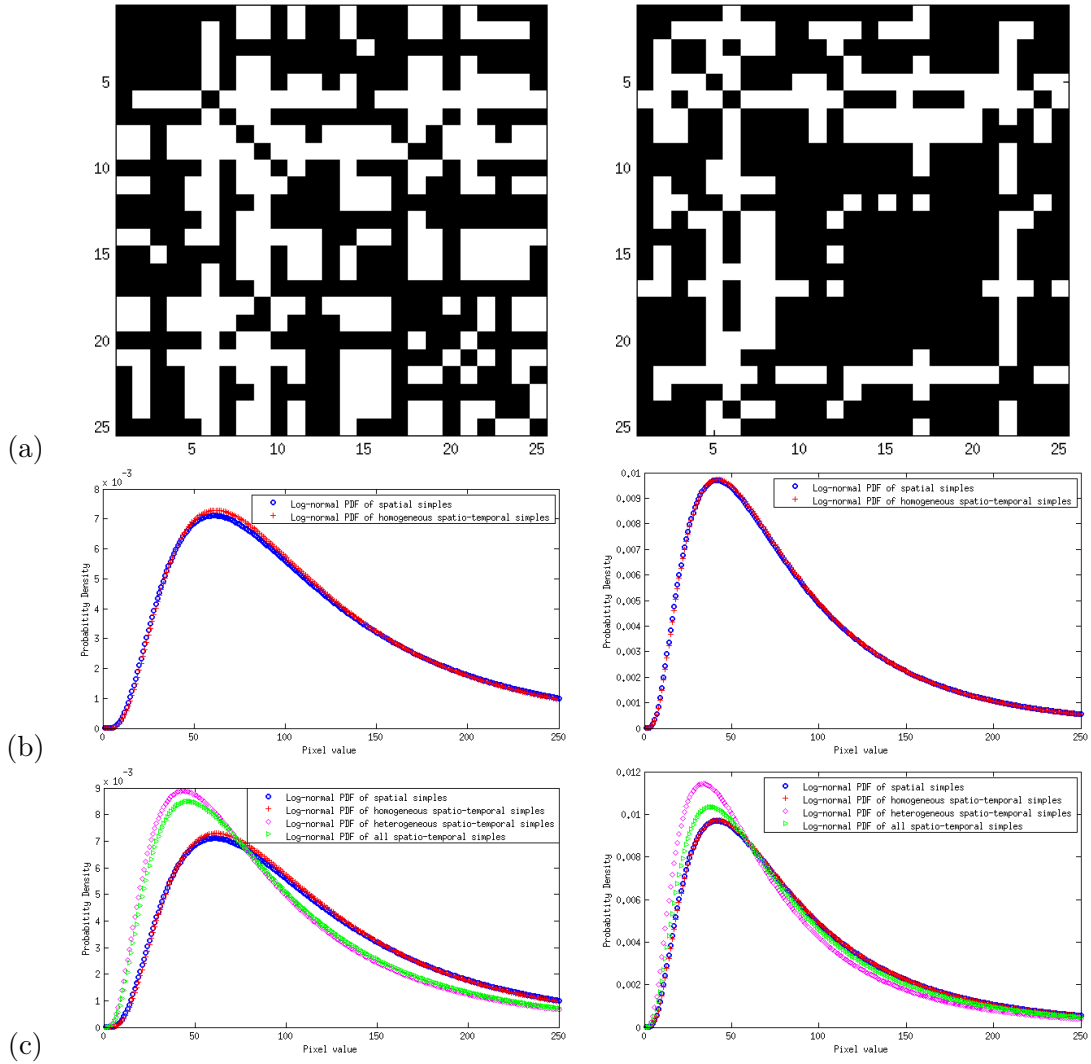 5
10
15
20
25
5 10 15 20 25
5
10
15
20
25
5 10 15 20 25
(a)
× 10⁻³
8
7
6
5
4
3
2
1
0
0 50 100 150 200 250
Probabitity Density
Pixel value
Log-normal PDF of spatial simples
Log-normal PDF of homogeneous spatio-temporal simples
0.01
0.009
0.008
0.007
0.006
0.005
0.004
0.003
0.002
0.001
0
0 50 100 150 200 250
Probabitity Density
Pixel value
Log-normal PDF of spatial simples
Log-normal PDF of homogeneous spatio-temporal simples
(b)
× 10⁻³
9
8
7
6
5
4
3
2
1
0
0 50 100 150 200 250
Probabitity Density
Pixel value
Log-normal PDF of spatial simples
Log-normal PDF of homogeneous spatio-temporal simples
Log-normal PDF of heterogeneous spatio-temporal simples
Log-normal PDF of all spatio-temporal simples
0.012
0.01
0.008
0.006
0.004
0.002
0
0 50 100 150 200 250
Probabitity Density
Pixel value
Log-normal PDF of spatial simples
Log-normal PDF of homogeneous spatio-temporal simples
Log-normal PDF of heterogeneous spatio-temporal simples
Log-normal PDF of all spatio-temporal simples
(c)